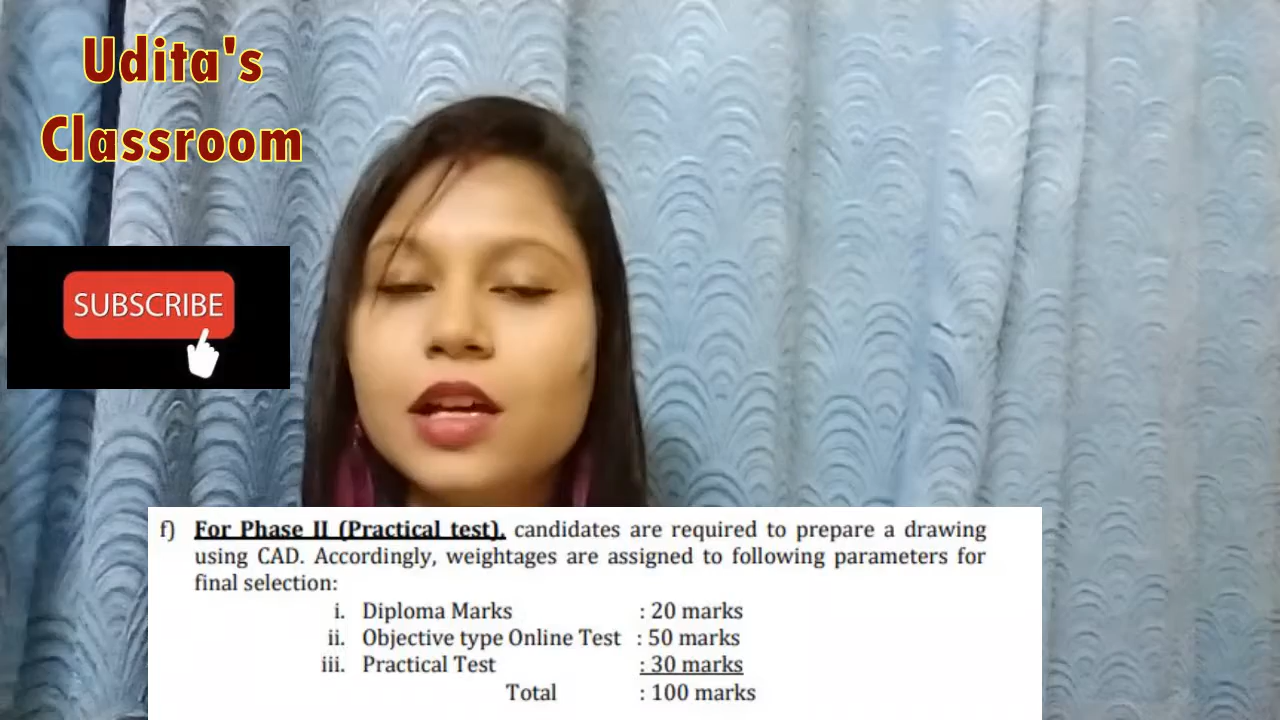 Udita's
Classroom
SUBSCRIBE
f) For Phase II (Practical test), candidates are required to prepare a drawing
using CAD. Accordingly, weightages are assigned to following parameters for
final selection:
i. Diploma Marks : 20 marks
ii. Objective type Online Test : 50 marks
iii. Practical Test : 30 marks
Total : 100 marks